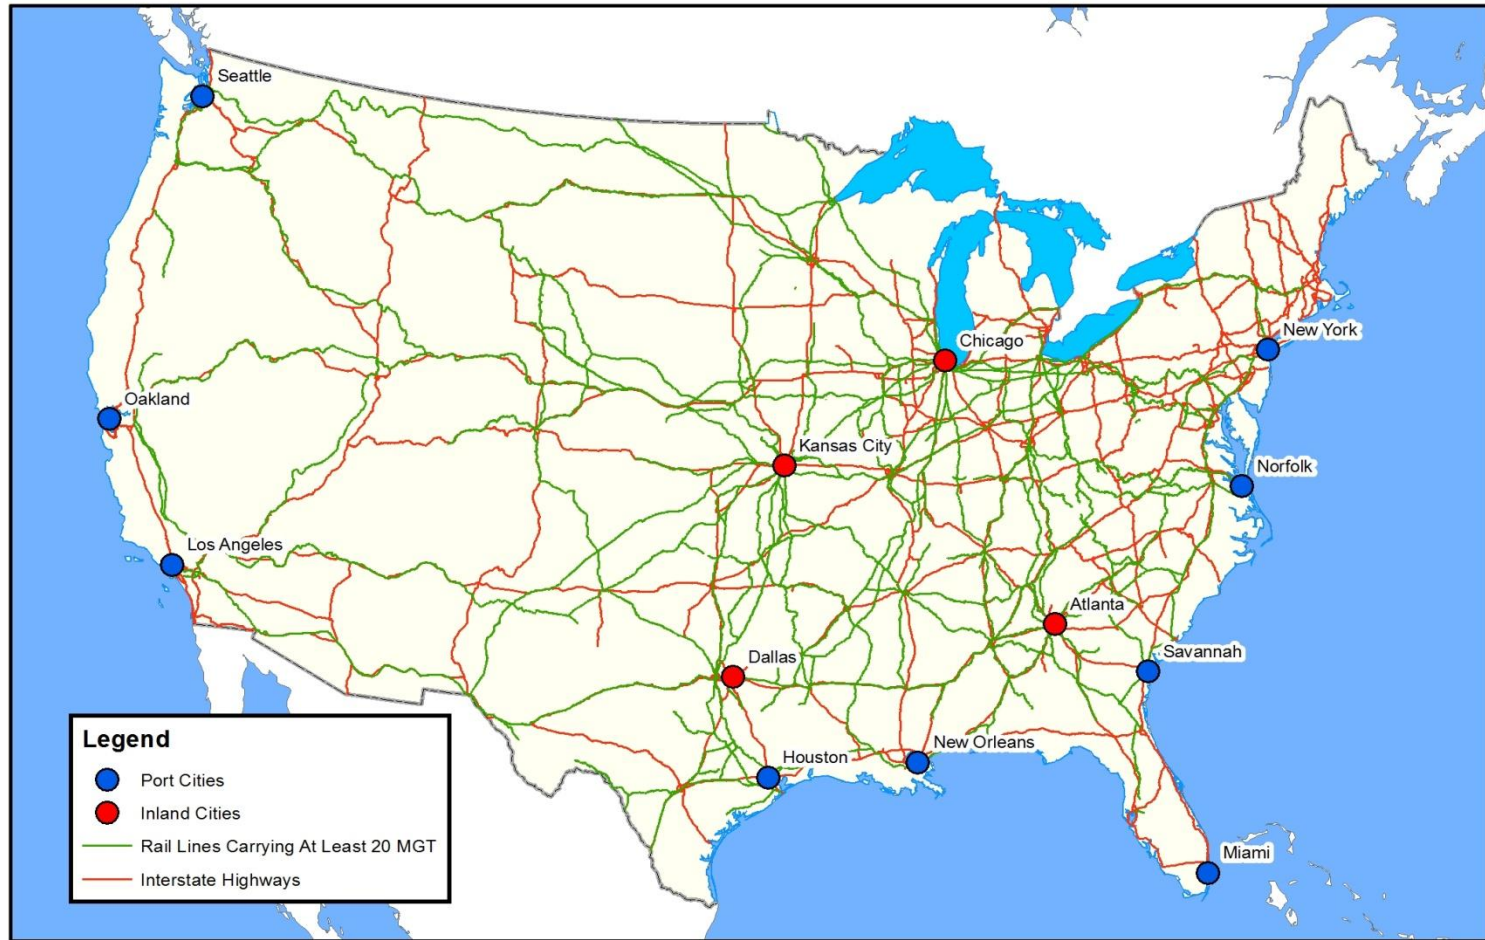 Seattle
New York
Chicago
Oakland
Kansas City
Norfolk
Los Angeles
Atlanta
Savannah
Dallas
New Orleans
Houston
Miami
Legend
Port Cities
Inland Cities
Rail Lines Carrying At Least 20 MGT
Interstate Highways